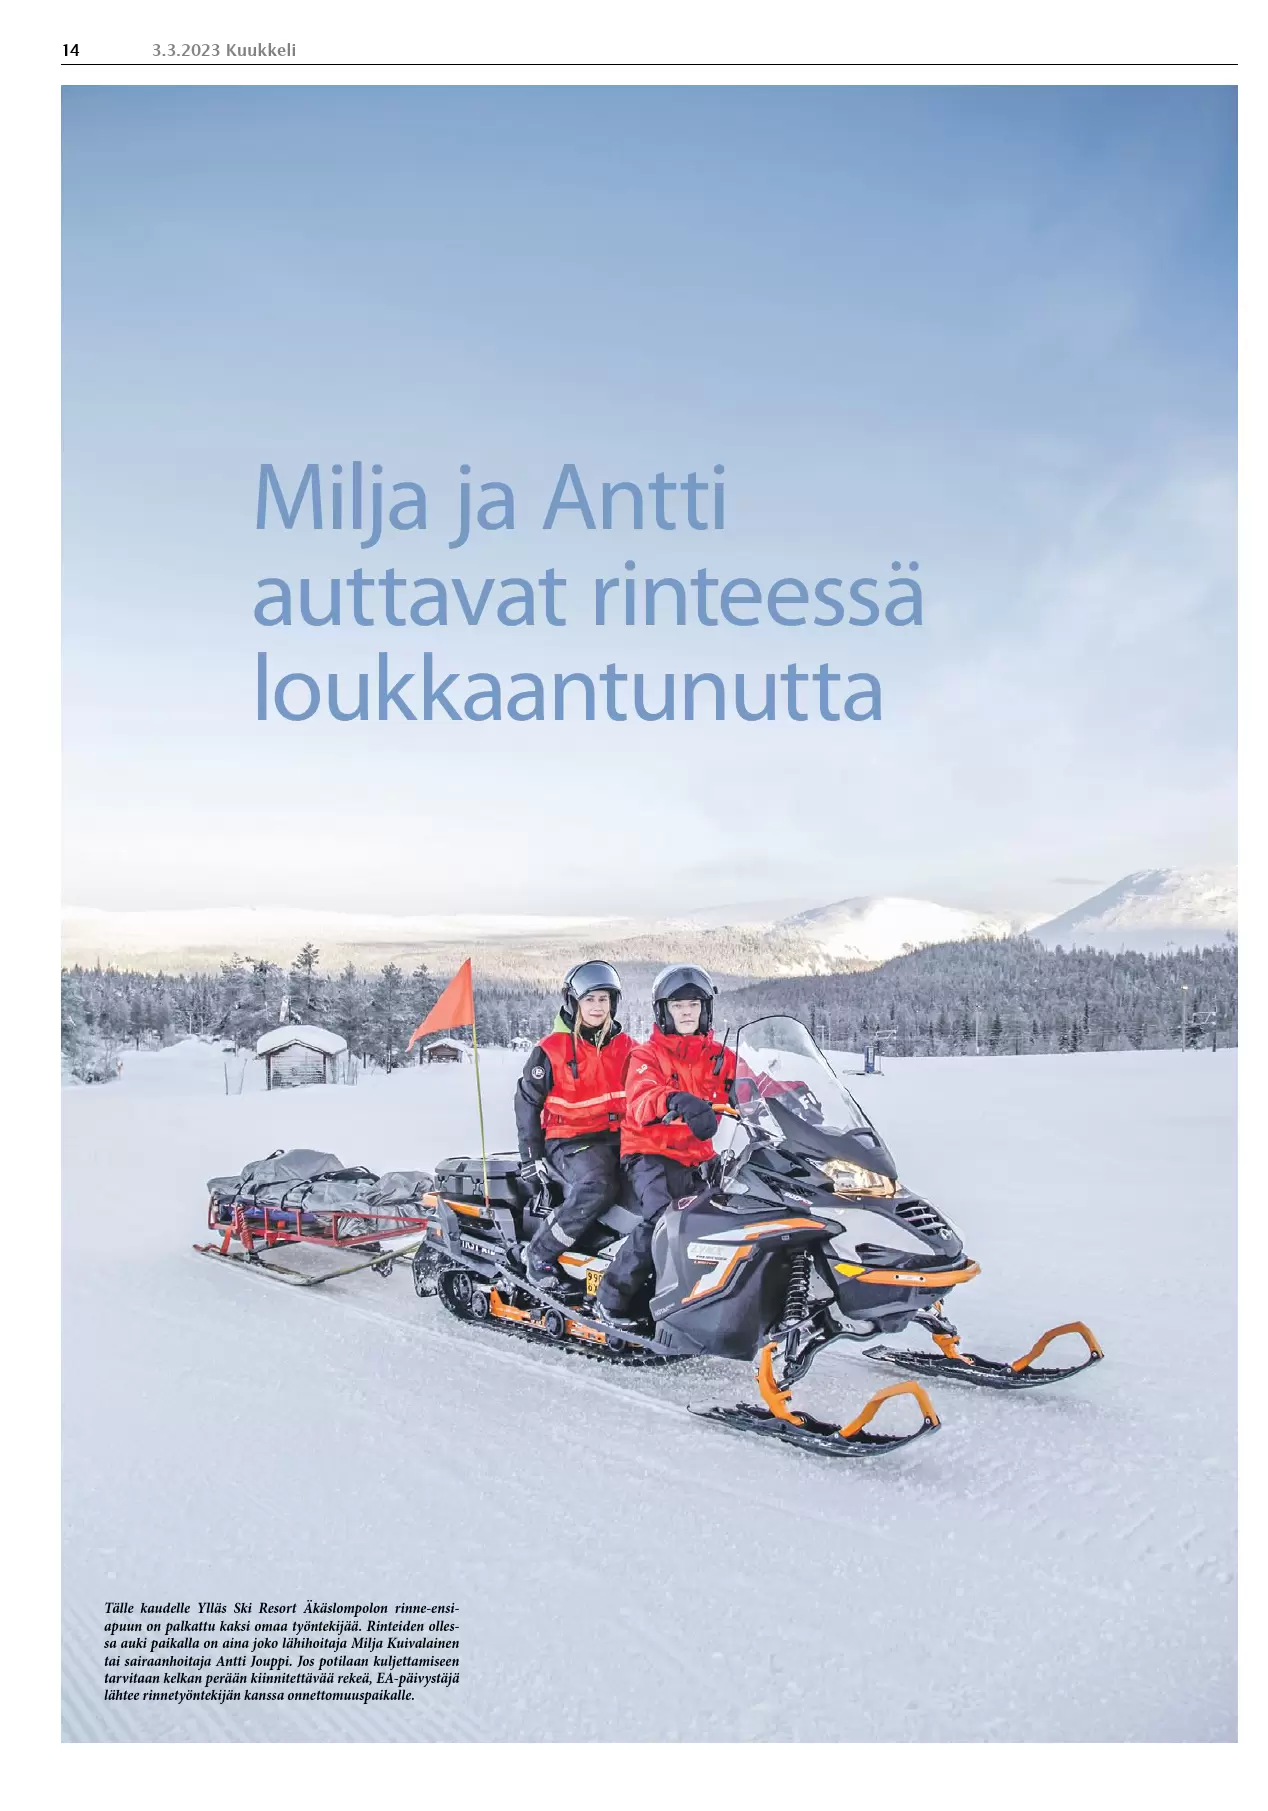 14 3.3.2023 Kuukkeli
Milja ja Antti
auttavat rinteessä
loukkaantunutta
LYNX
Tälle kaudelle Ylläs Ski Resort Äkäslompolon rinne-ensi-
apuun on palkattu kaksi omaa työntekijää. Rinteiden olles-
sa auki paikalla on aina joko lähihoitaja Milja Kuivalainen
tai sairaanhoitaja Antti Jouppi. Jos potilaan kuljettamiseen
tarvitaan kelkan perään kiinnitettävää rekeä, EA-päivystäjä
lähtee rinnetyöntekijän kanssa onnettomuuspaikalle.